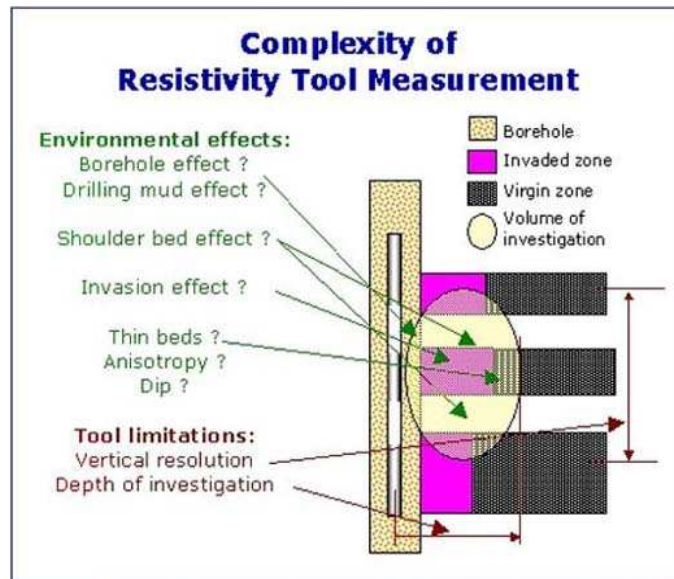 Complexity of
Resistivity Tool Measurement
Environmental effects:
Borehole effect ?
Drilling mud effect ?
Shoulder bed effect ?
Invasion effect ?
Thin beds ?
Anisotropy ?
Dip ?
Tool limitations:
Vertical resolution
Depth of investigation
Borehole
Invaded zone
Virgin zone
Volume of
investigation